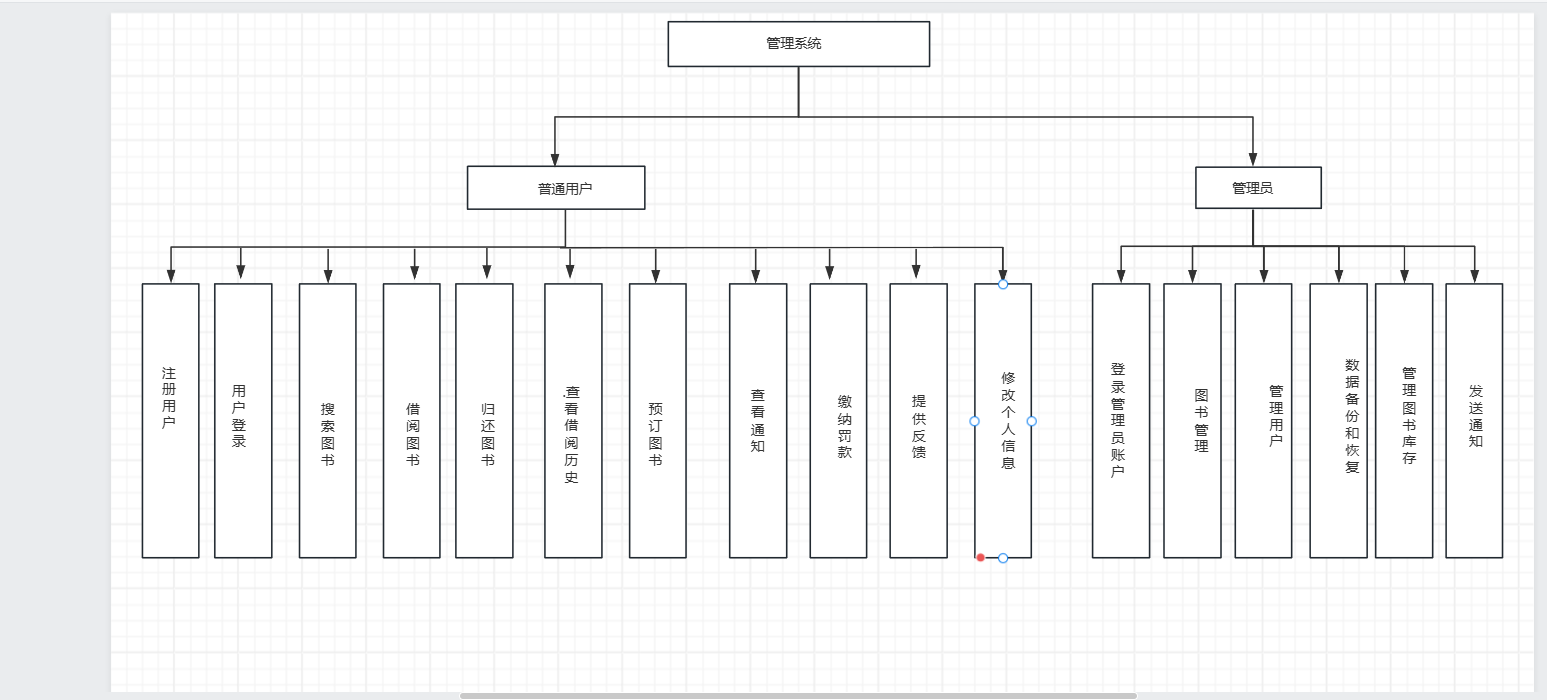 管理系统
普通用户
管理员
注册用户
用户登录
搜索图书
借阅图书
归还图书
.查看借阅历史
预订图书
查看通知
缴纳罚款
提供反馈
修改个人信息
登录管理员账户
图书管理
管理用户
数据备份和恢复
管理图书库存
发送通知